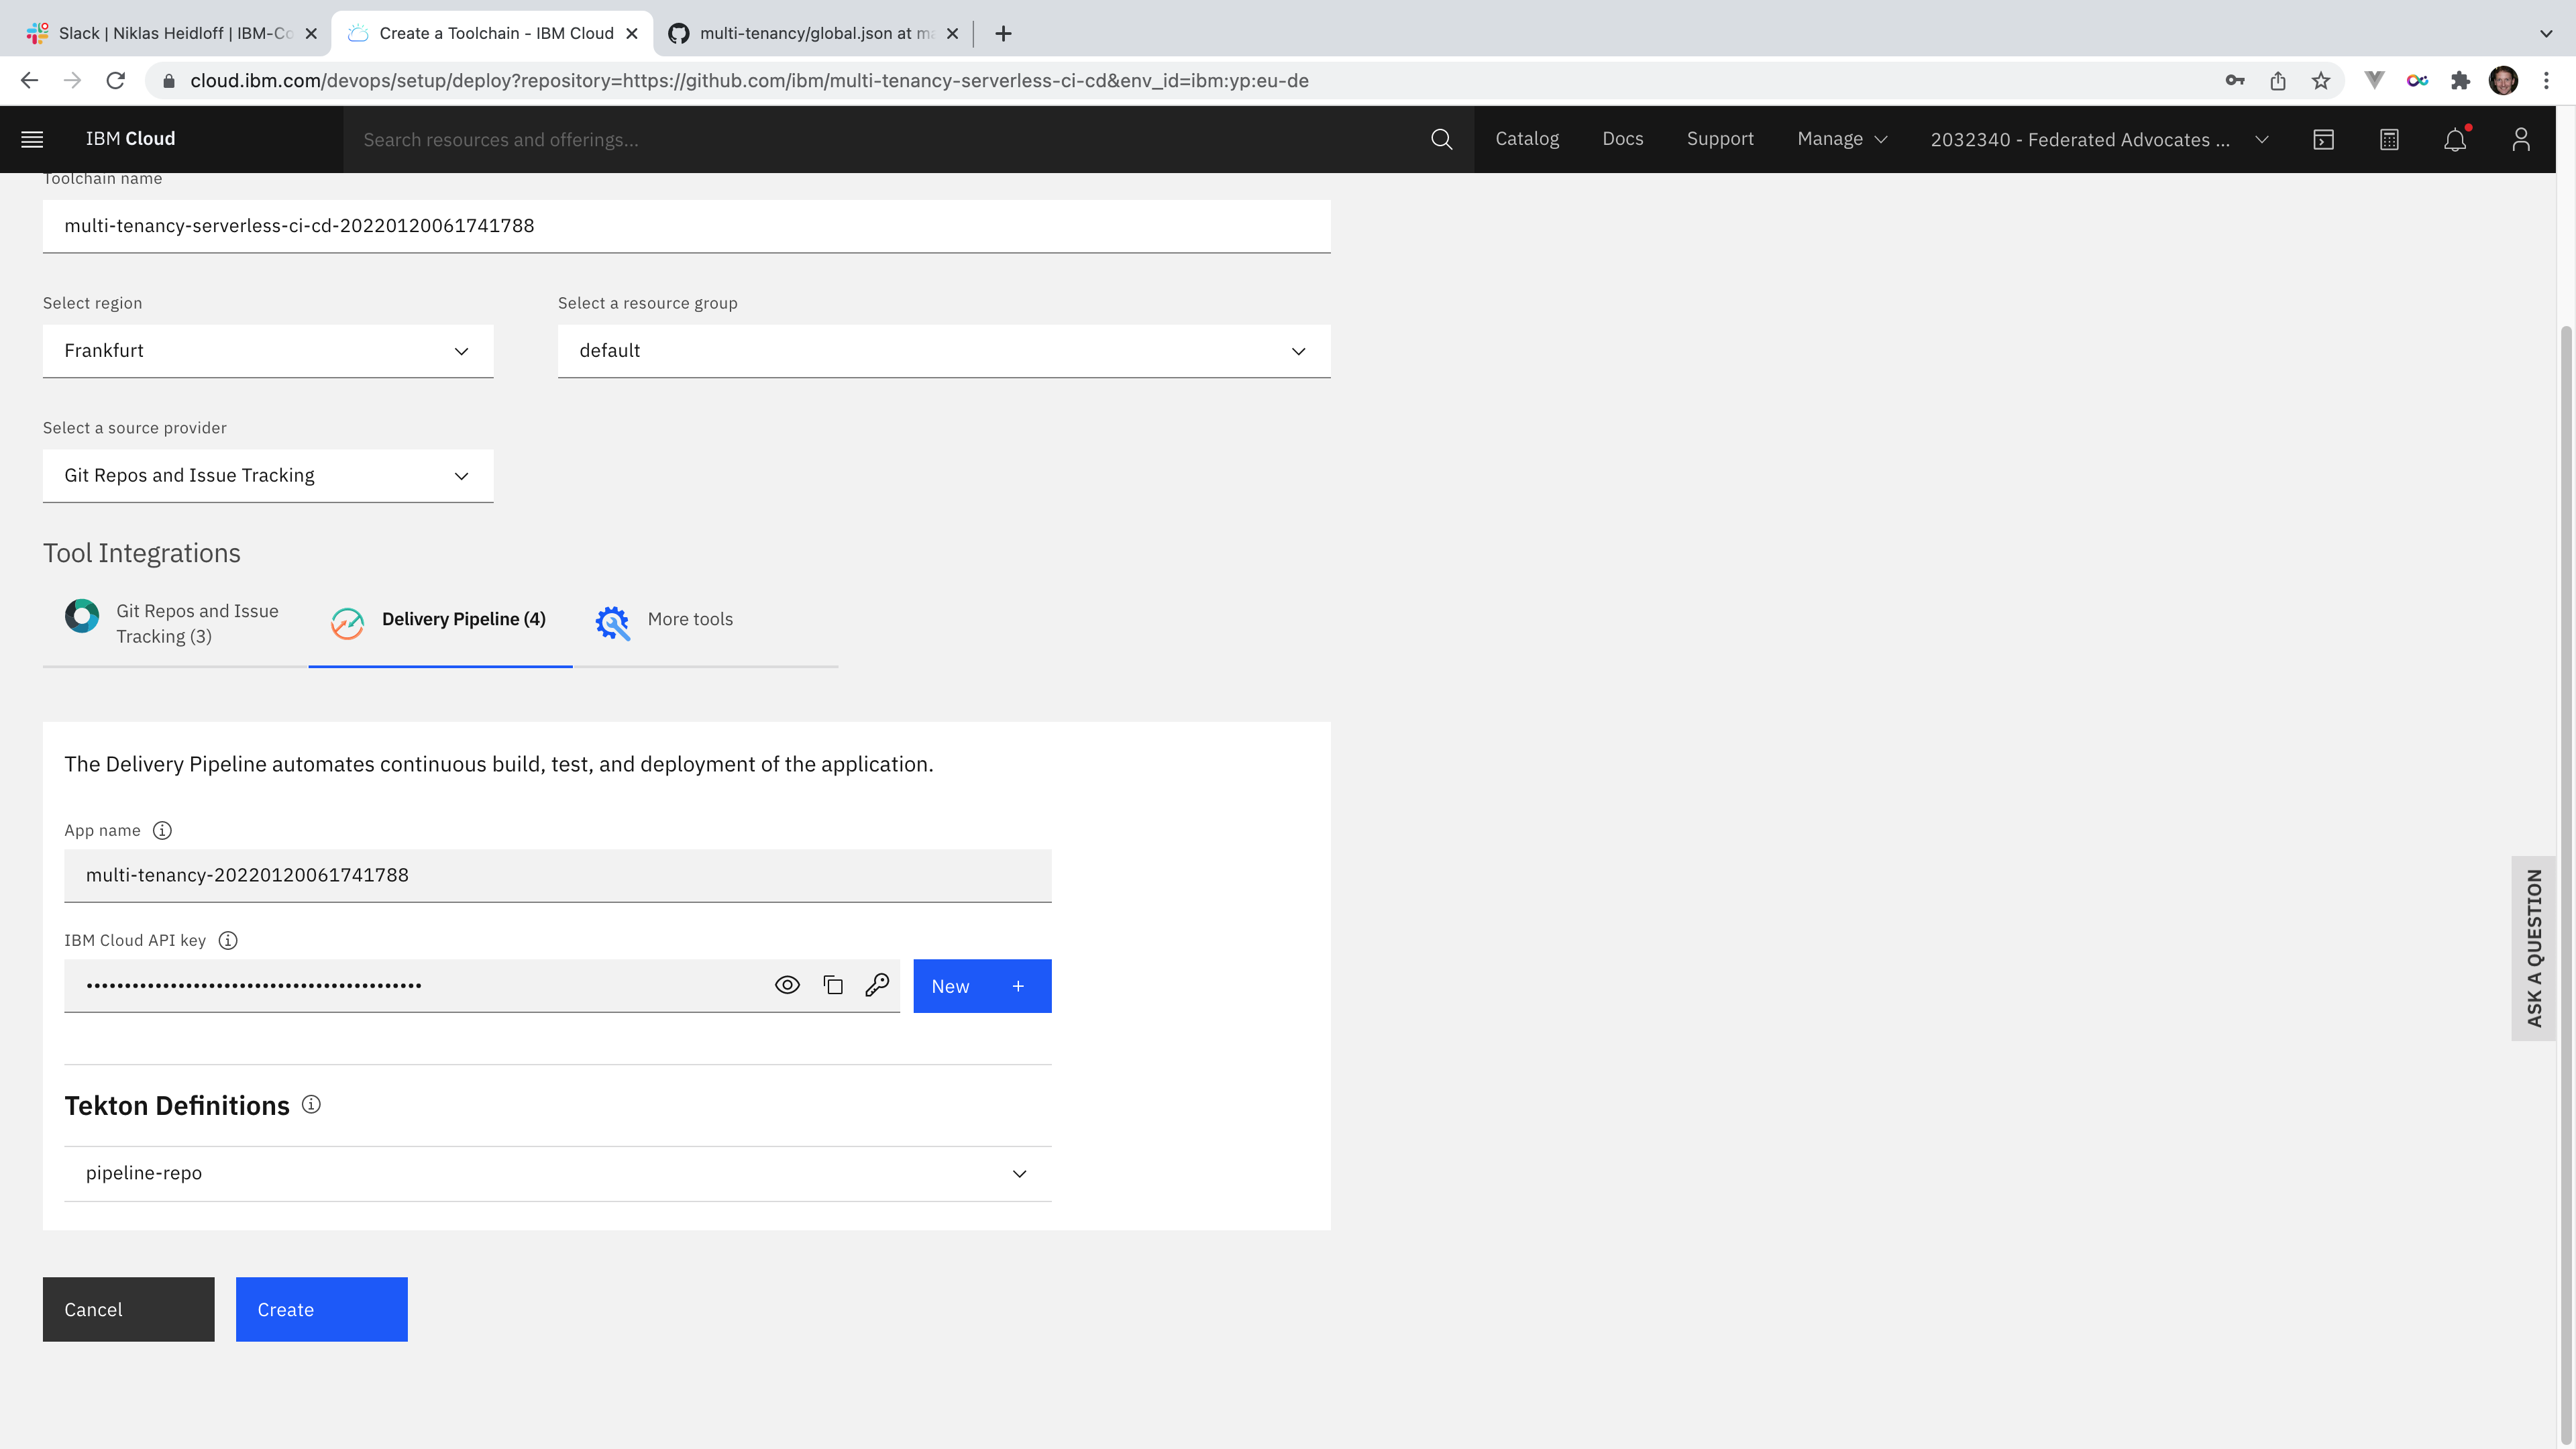 Slack | Niklas Heidloff | IBM-Co
Create a Toolchain - IBM Cloud
multi-tenancy/global.json at ma
cloud.ibm.com/devops/setup/deploy?repository=https://github.com/ibm/multi-tenancy-serverless-ci-cd&env_id=ibm:yp:eu-de
IBM Cloud
Search resources and offerings...
Catalog
Docs
Support
Manage
2032340 - Federated Advocates ...
Toolchain name
multi-tenancy-serverless-ci-cd-20220120061741788
Select region
Select a resource group
Frankfurt
default
Select a source provider
Git Repos and Issue Tracking
Tool Integrations
Git Repos and Issue
Tracking (3)
Delivery Pipeline (4)
More tools
The Delivery Pipeline automates continuous build, test, and deployment of the application.
App name
multi-tenancy-20220120061741788
IBM Cloud API key
••••••••••••••••••••••••••••••••••••••••••••
New +
Tekton Definitions
pipeline-repo
Cancel
Create
ASK A QUESTION